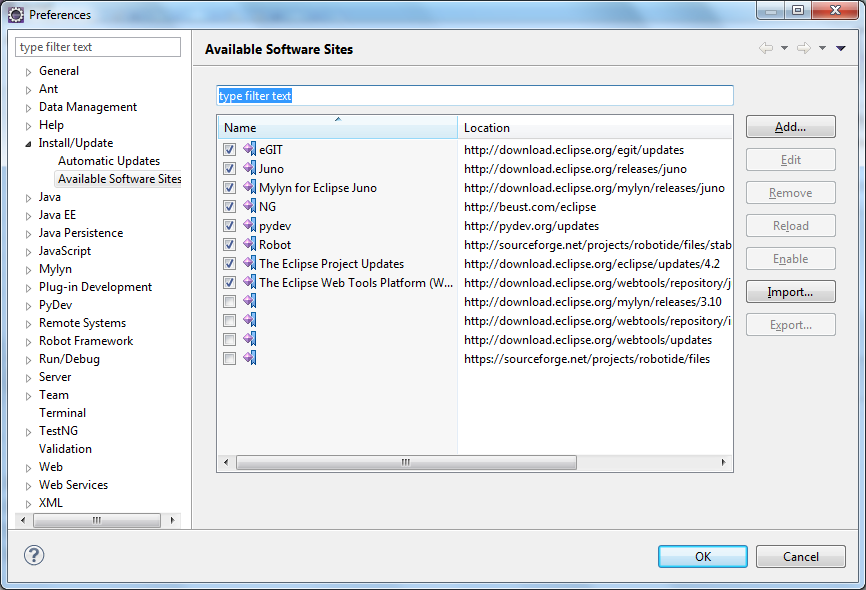 Preferences
type filter text
General
Ant
Data Management
Help
Install/Update
Automatic Updates
Available Software Sites
Java
Java EE
Java Persistence
JavaScript
Mylyn
Plug-in Development
PyDev
Remote Systems
Robot Framework
Run/Debug
Server
Team
Terminal
TestNG
Validation
Web
Web Services
XML
Available Software Sites
type filter text
Name Location
eGIT http://download.eclipse.org/egit/updates
Juno http://download.eclipse.org/releases/juno
Mylyn for Eclipse Juno http://download.eclipse.org/mylyn/releases/juno
NG http://beust.com/eclipse
pydev http://pydev.org/updates
Robot http://sourceforge.net/projects/robotide/files/stab
The Eclipse Project Updates http://download.eclipse.org/eclipse/updates/4.2
The Eclipse Web Tools Platform (W... http://download.eclipse.org/webtools/repository/j
http://download.eclipse.org/mylyn/releases/3.10
http://download.eclipse.org/webtools/repository/i
http://download.eclipse.org/webtools/updates
https://sourceforge.net/projects/robotide/files
Add...
Edit
Remove
Reload
Enable
Import...
Export...
?
OK
Cancel